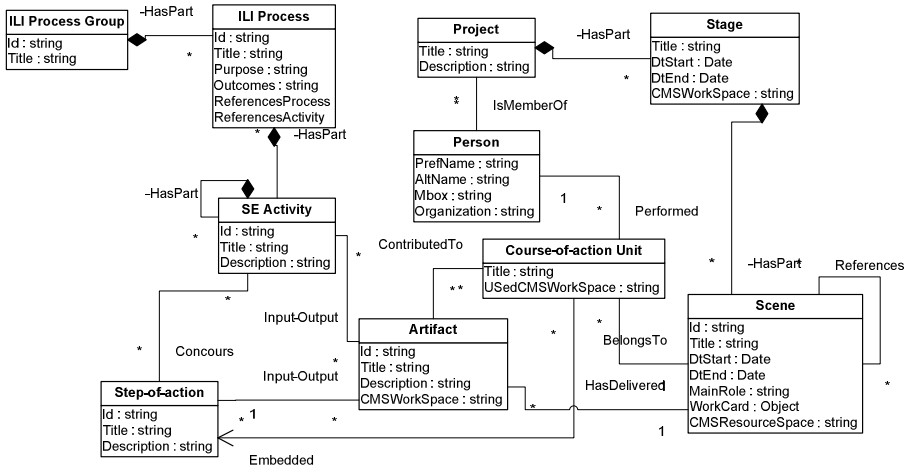 ILI Process Group
Id : string
Title : string
-HasPart
*
ILI Process
Id : string
Title : string
Purpose : string
Outcomes : string
ReferencesProcess
ReferencesActivity
*
-HasPart
Project
Title : string
Description : string
-HasPart
*
Stage
Title : string
DtStart : Date
DtEnd : Date
CMSWorkSpace : string
*
*
IsMemberOf
Person
PrefName : string
AltName : string
Mbox : string
Organization : string
1
*
Performed
-HasPart
*
SE Activity
Id : string
Title : string
Description : string
*
*
ContributedTo
Course-of-action Unit
Title : string
USedCMSWorkSpace : string
* *
*
-HasPart
*
References
*
Scene
Id : string
Title : string
DtStart : Date
DtEnd : Date
MainRole : string
WorkCard : Object
CMSResourceSpace : string
Input-Output
*
Artifact
Id : string
Title : string
Description : string
CMSWorkSpace : string
*
*
BelongsTo
1
HasDelivered
*
1
*
Concours
Input-Output
Step-of-action
Id : string
Title : string
Description : string
1
*
*
Embedded